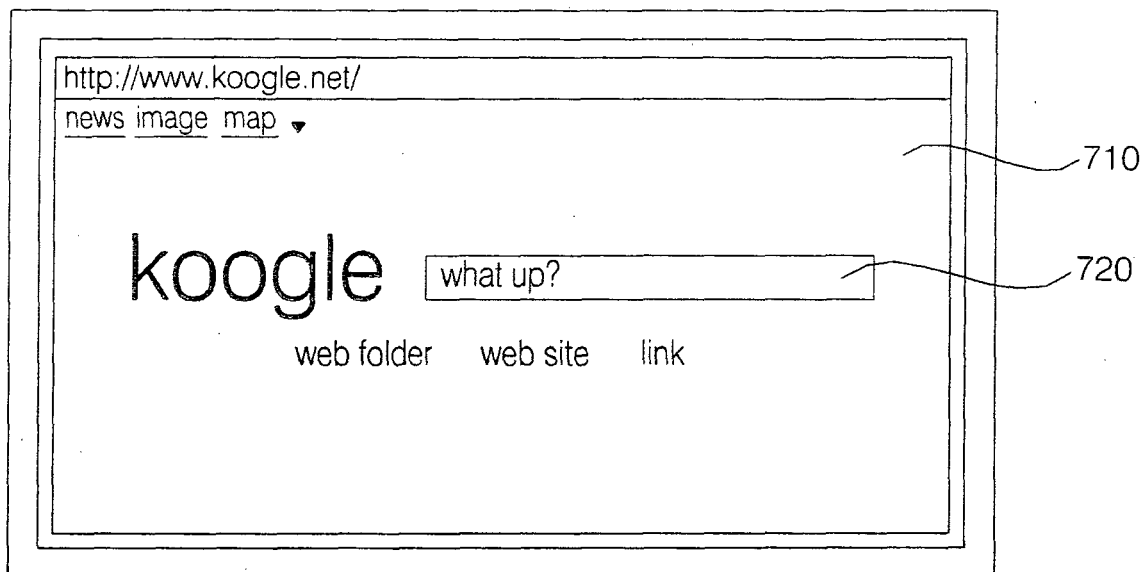 http://www.koogle.net/
news image map
710
koogle what up?
720
web folder web site link